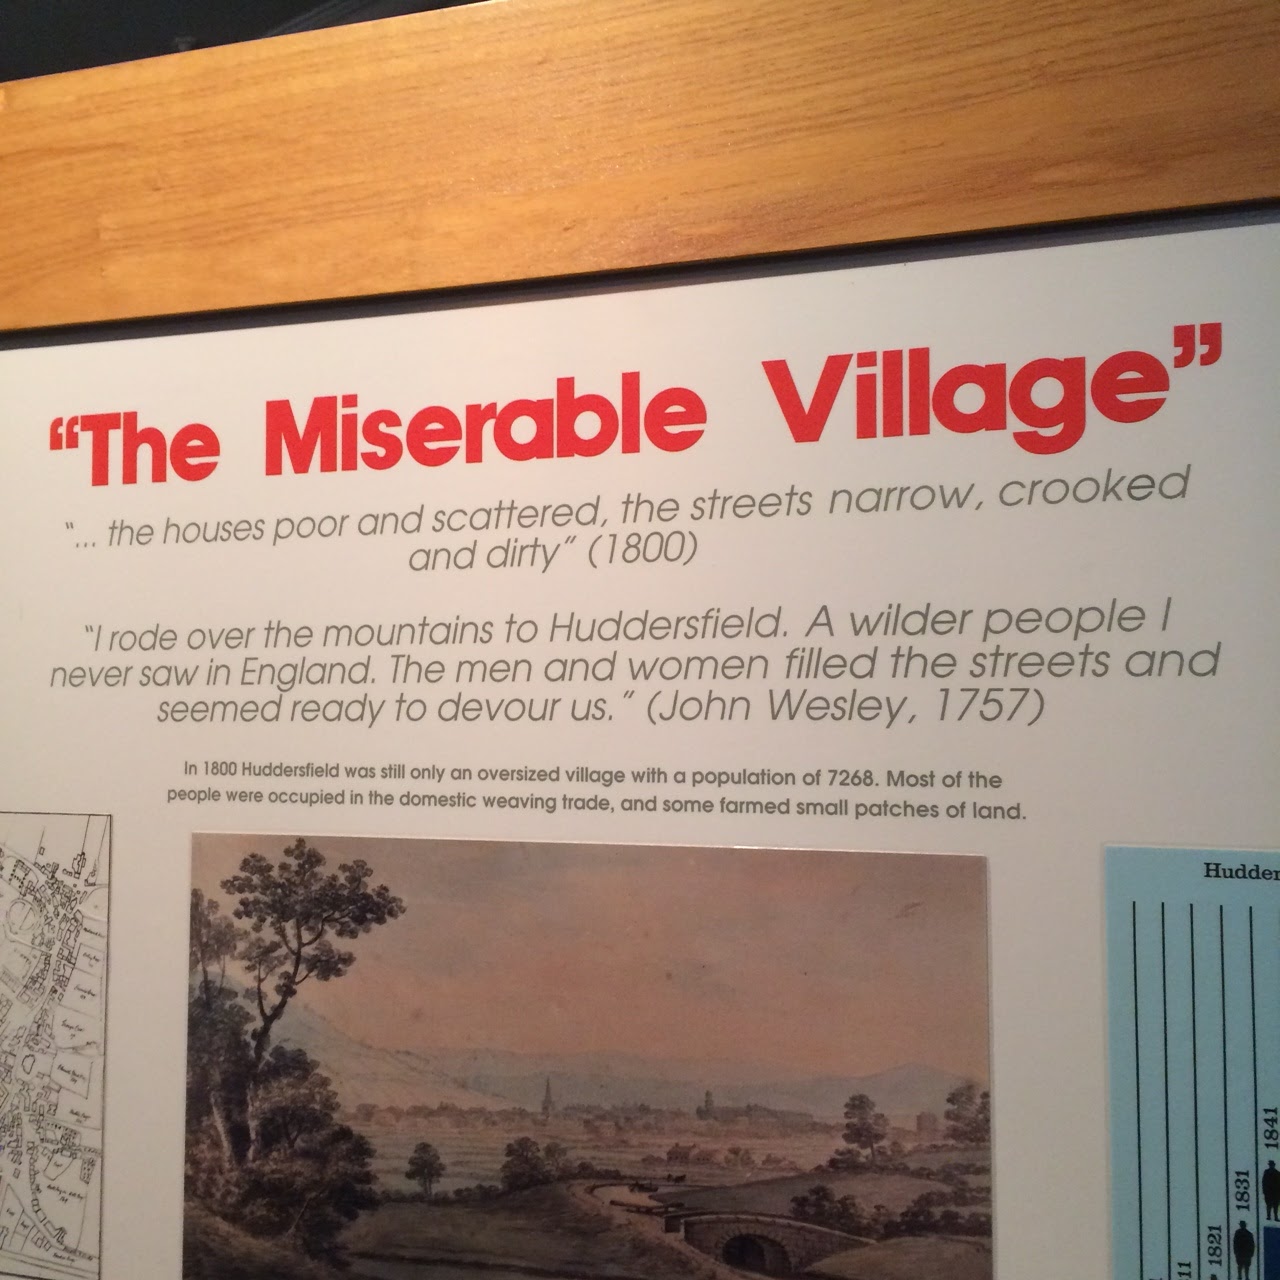 “The Miserable Village”
“... the houses poor and scattered, the streets narrow, crooked
and dirty” (1800)
“I rode over the mountains to Huddersfield. A wilder people I
never saw in England. The men and women filled the streets and
seemed ready to devour us.” (John Wesley, 1757)
In 1800 Huddersfield was still only an oversized village with a population of 7268. Most of the
people were occupied in the domestic weaving trade, and some farmed small patches of land.
Hudder
11
1821
1831
1841